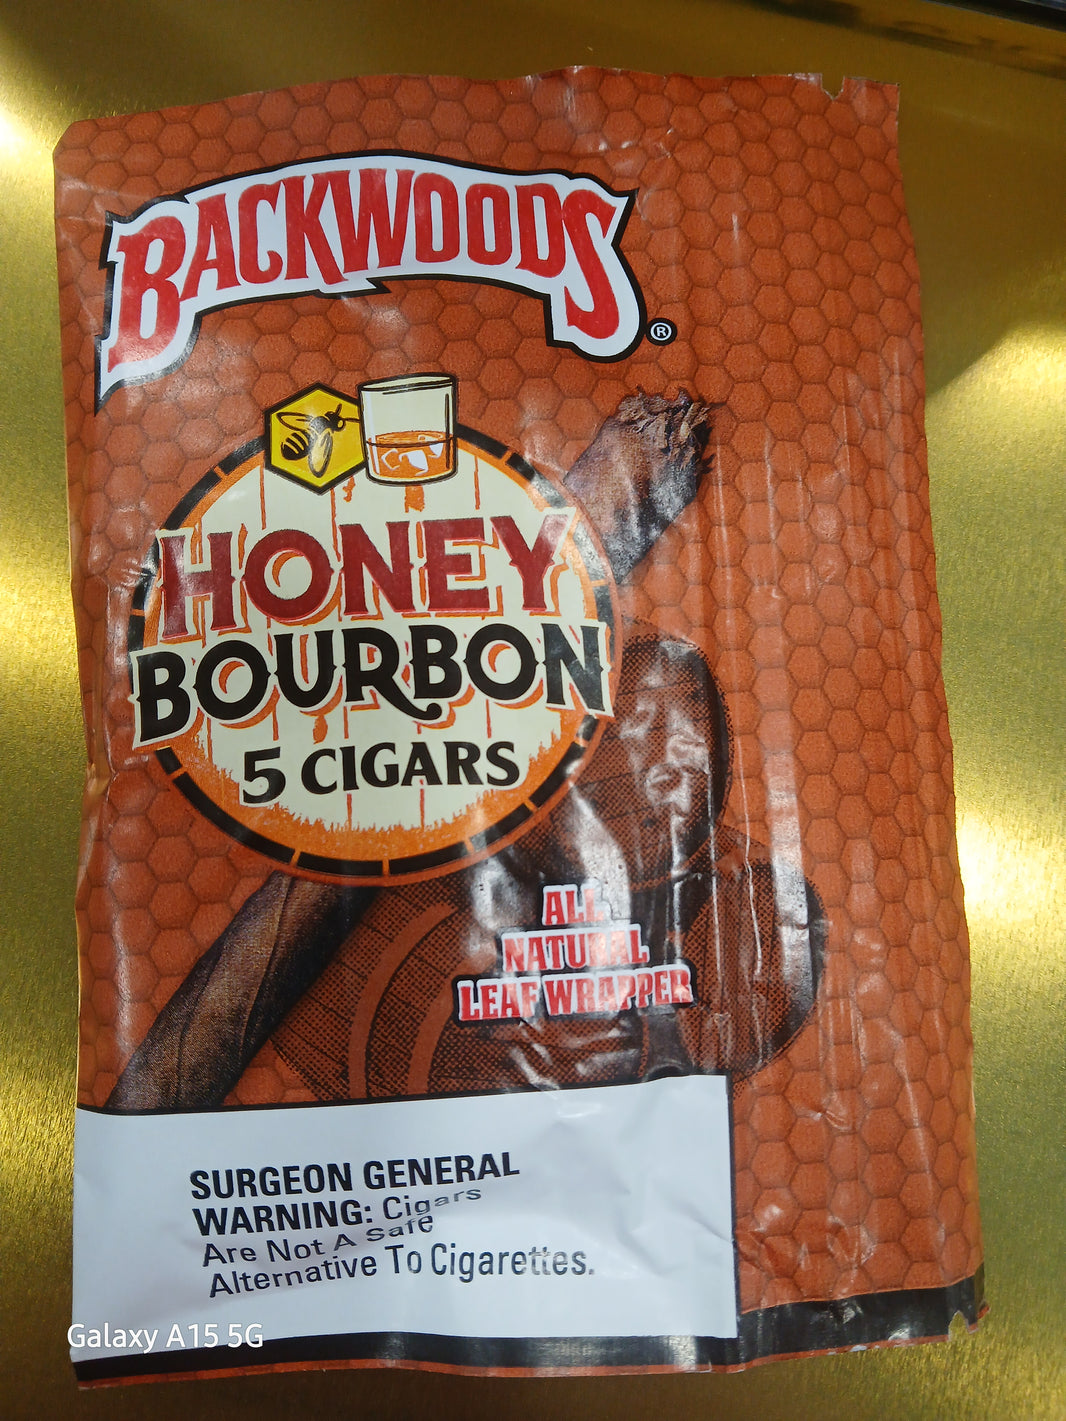 BACKWOODS
®
HONEY
BOURBON
5 CIGARS
ALL
NATURAL
LEAF WRAPPER
SURGEON GENERAL
WARNING: Cigars
Are Not A Safe
Alternative To Cigarettes.
Galaxy A15 5G